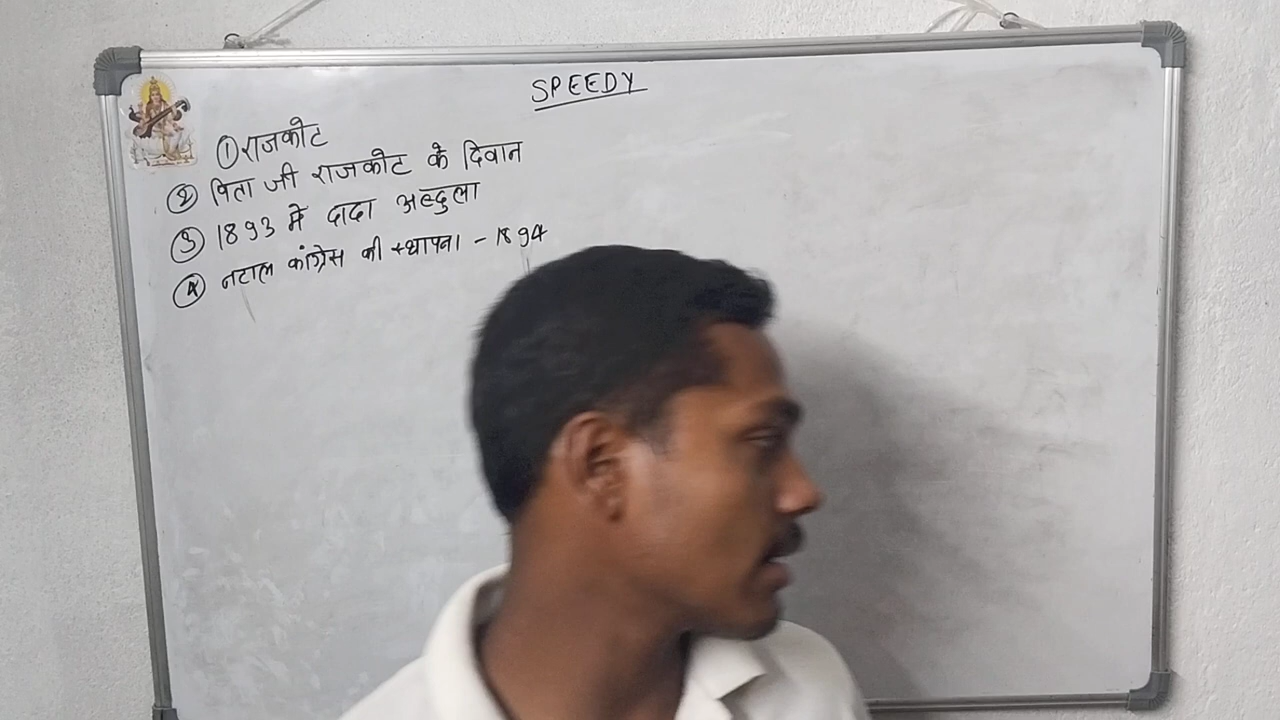 SPEEDY
① राजकोट
② पिता जी राजकोट के दिवान
③ 1893 मे दादा अब्दुला
④ नटाल कांग्रेस की स्थापना - 1894